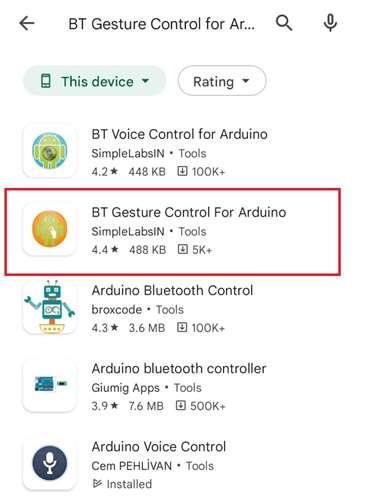 BT Gesture Control for Ar...
This device
Rating
BT Voice Control for Arduino
SimpleLabsIN • Tools
4.2★ 448 KB 100K+
BT Gesture Control For Arduino
SimpleLabsIN • Tools
4.4★ 488 KB 5K+
Arduino Bluetooth Control
broxcode • Tools
4.3★ 3.6 MB 100K+
Arduino bluetooth controller
Giumig Apps • Tools
3.9★ 7.6 MB 500K+
Arduino Voice Control
Cem PEHLİVAN • Tools
Installed